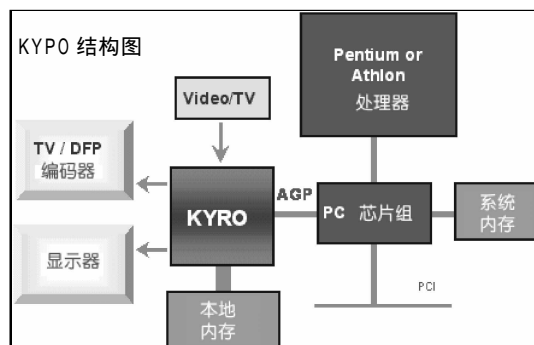 KYPO 结构图
Pentium or
Athlon
处理器
Video/TV
TV / DFP
编码器
KYRO
AGP
PC 芯片组
系统
内存
显示器
PCI
本地
内存